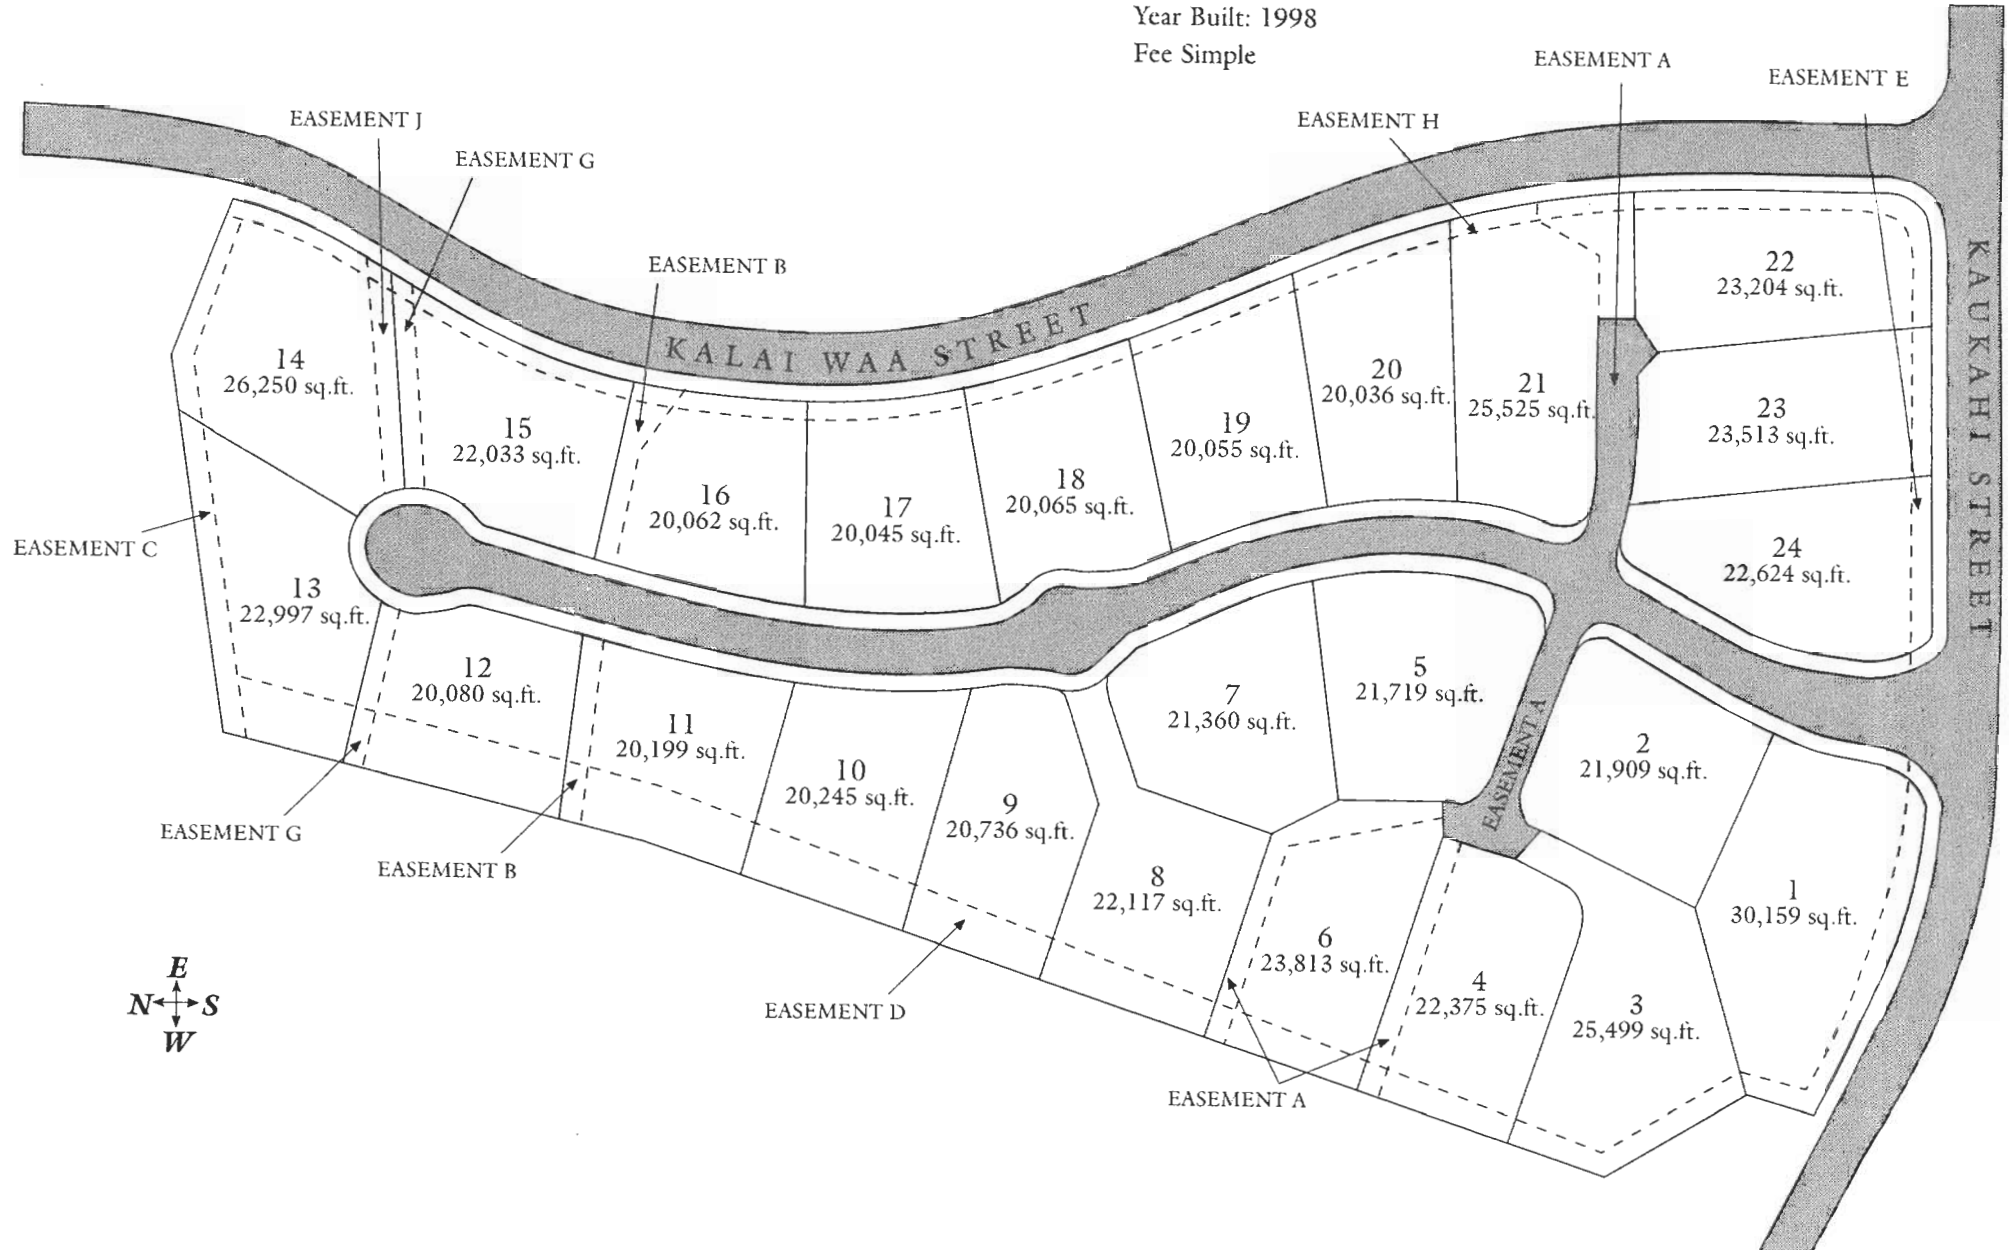 Year Built: 1998
Fee Simple
EASEMENT A
EASEMENT E
EASEMENT J
EASEMENT H
EASEMENT G
EASEMENT B
KALAI WAA STREET
KAUKAHI STREET
22
23,204 sq.ft.
14
26,250 sq.ft.
20
20,036 sq.ft.
21
25,525 sq.ft.
23
23,513 sq.ft.
15
22,033 sq.ft.
19
20,055 sq.ft.
16
20,062 sq.ft.
17
20,045 sq.ft.
18
20,065 sq.ft.
24
22,624 sq.ft.
EASEMENT C
13
22,997 sq.ft.
12
20,080 sq.ft.
11
20,199 sq.ft.
7
21,360 sq.ft.
5
21,719 sq.ft.
EASEMENT A
2
21,909 sq.ft.
10
20,245 sq.ft.
9
20,736 sq.ft.
EASEMENT G
EASEMENT B
8
22,117 sq.ft.
1
30,159 sq.ft.
6
23,813 sq.ft.
4
22,375 sq.ft.
3
25,499 sq.ft.
EASEMENT D
EASEMENT A
E
N S
W